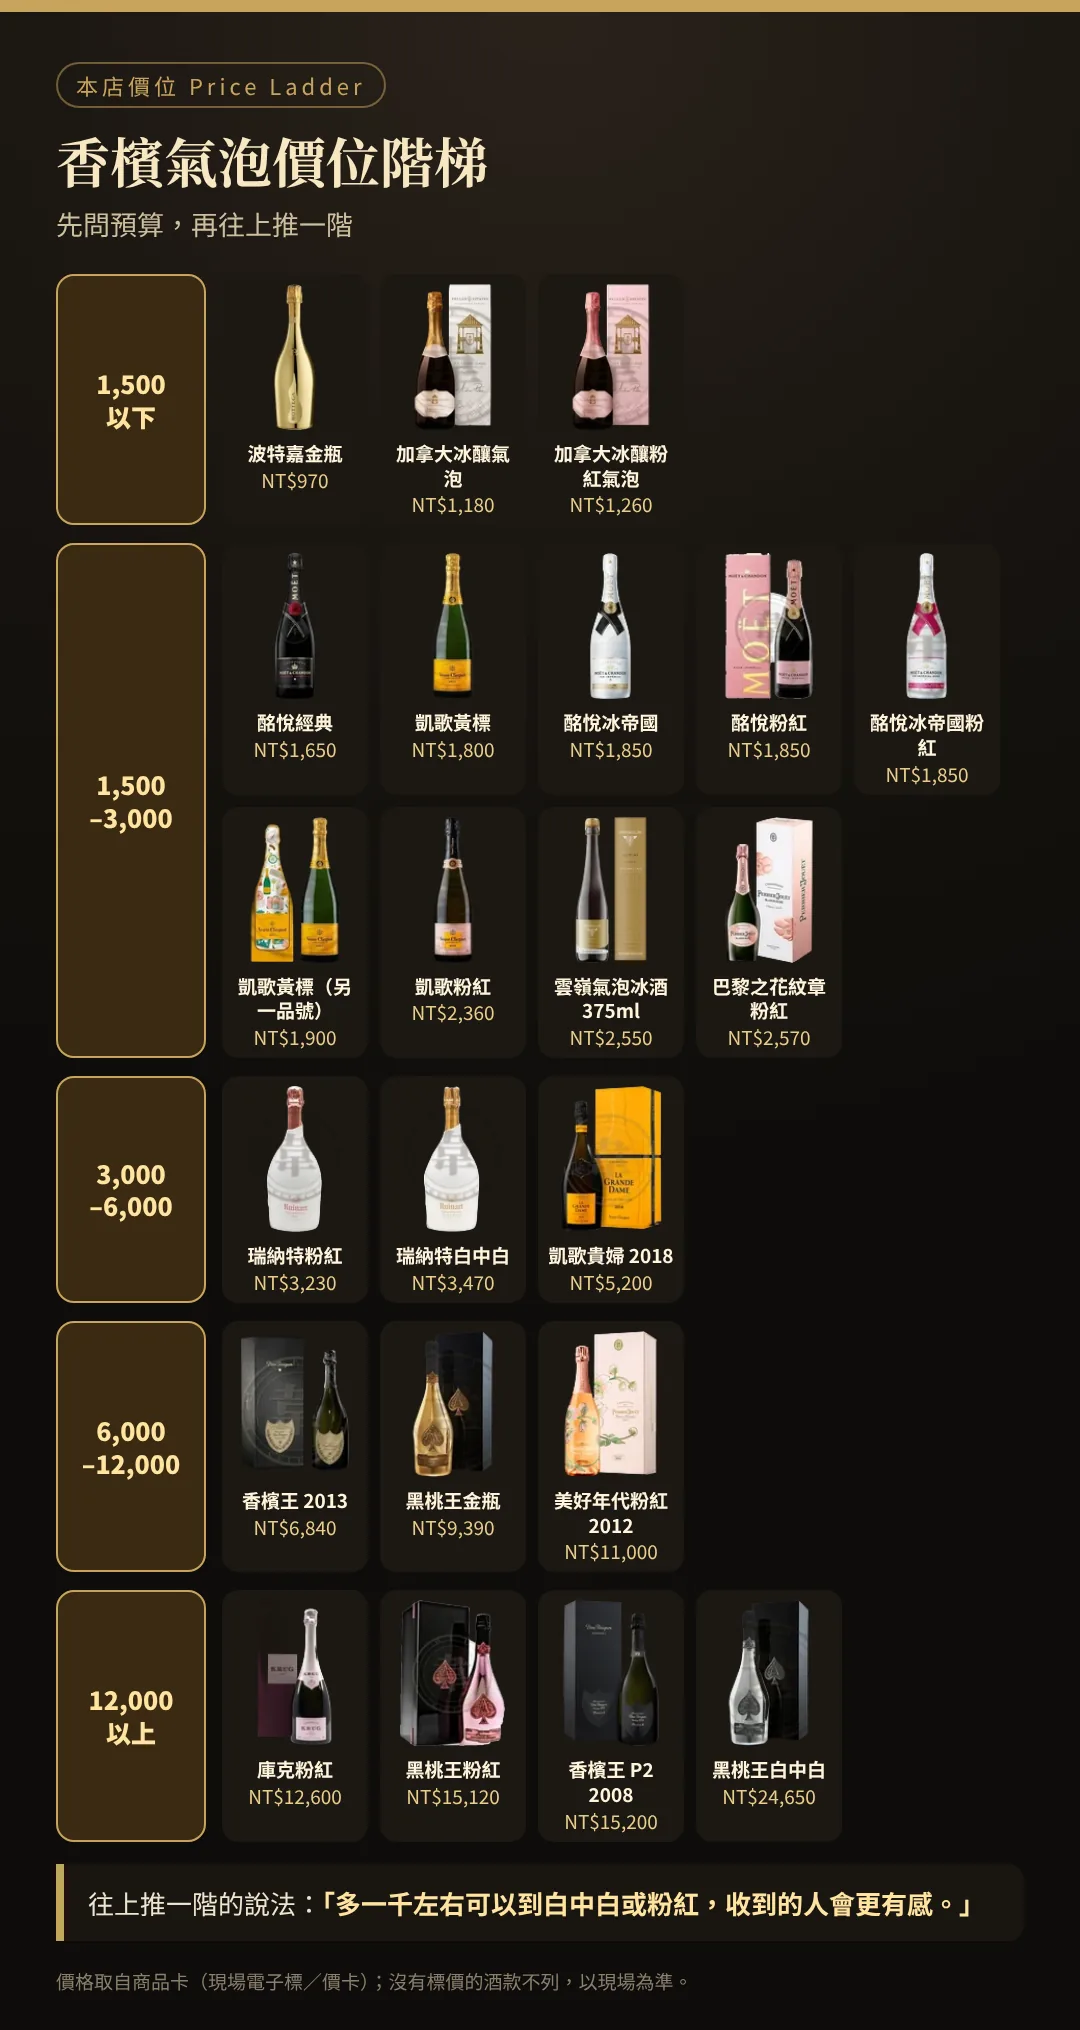 本店價位 Price Ladder
香檳氣泡價位階梯
先問預算，再往上推一階
1,500
以下
波特嘉金瓶
NT$970
加拿大冰釀氣
泡
NT$1,180
加拿大冰釀粉
紅氣泡
NT$1,260
1,500
–3,000
酩悅經典
NT$1,650
凱歌黃標
NT$1,800
酩悅冰帝國
NT$1,850
MOËT
酩悅粉紅
NT$1,850
酩悅冰帝國粉
紅
NT$1,850
凱歌黃標（另
一品號）
NT$1,900
凱歌粉紅
NT$2,360
雲嶺氣泡冰酒
375ml
NT$2,550
巴黎之花紋章
粉紅
NT$2,570
3,000
–6,000
Ruinart
瑞納特粉紅
NT$3,230
Ruinart
瑞納特白中白
NT$3,470
LA
GRANDE
DAME
凱歌貴婦 2018
NT$5,200
6,000
–12,000
香檳王 2013
NT$6,840
黑桃王金瓶
NT$9,390
美好年代粉紅
2012
NT$11,000
12,000
以上
KRUG
庫克粉紅
NT$12,600
黑桃王粉紅
NT$15,120
香檳王 P2
2008
NT$15,200
黑桃王白中白
NT$24,650
往上推一階的說法：「多一千左右可以到白中白或粉紅，收到的人會更有感。」
價格取自商品卡（現場電子標／價卡）；沒有標價的酒款不列，以現場為準。